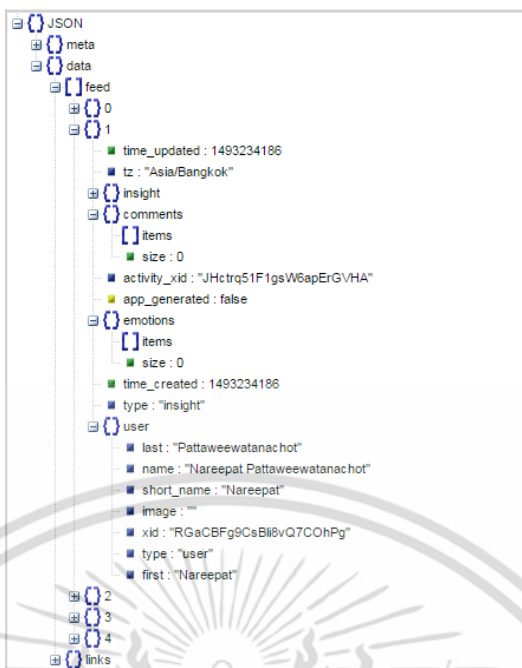 JSON
meta
data
feed
0
1
time_updated : 1493234186
tz : "Asia/Bangkok"
insight
comments
items
size : 0
activity_xid : "JHctrq51F1gsW6apErGVHA"
app_generated : false
emotions
items
size : 0
time_created : 1493234186
type : "insight"
user
last : "Pattaweewatanachot"
name : "Nareepat Pattaweewatanachot"
short_name : "Nareepat"
image : ""
xid : "RGaCBFg9CsBli8vQ7COhPg"
type : "user"
first : "Nareepat"
2
3
4
links